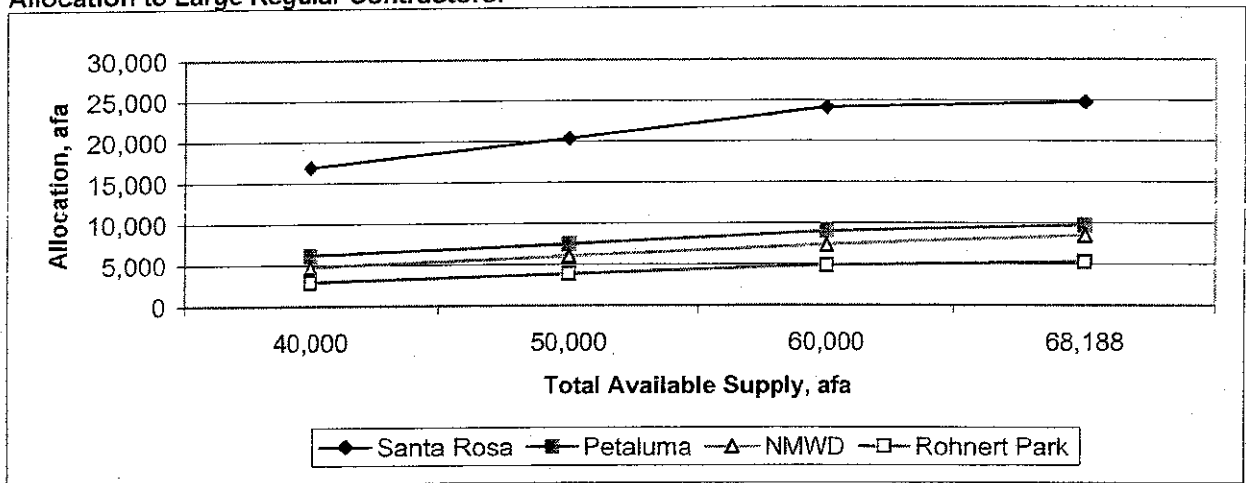 Allocation to Large Regular Contractors.
30,000
25,000
20,000
15,000
10,000
5,000
0
Allocation, afa
40,000 50,000 60,000 68,188
Total Available Supply, afa
Santa Rosa Petaluma NMWD Rohnert Park